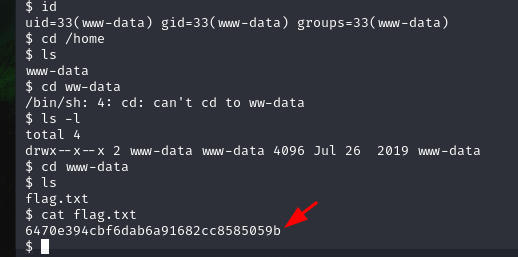 $ id
uid=33(www-data) gid=33(www-data) groups=33(www-data)
$ cd /home
$ ls
www-data
$ cd ww-data
/bin/sh: 4: cd: can't cd to ww-data
$ ls -l
total 4
drwx--x--x 2 www-data www-data 4096 Jul 26  2019 www-data
$ cd www-data
$ ls
flag.txt
$ cat flag.txt
6470e394cbf6dab6a91682cc8585059b
$